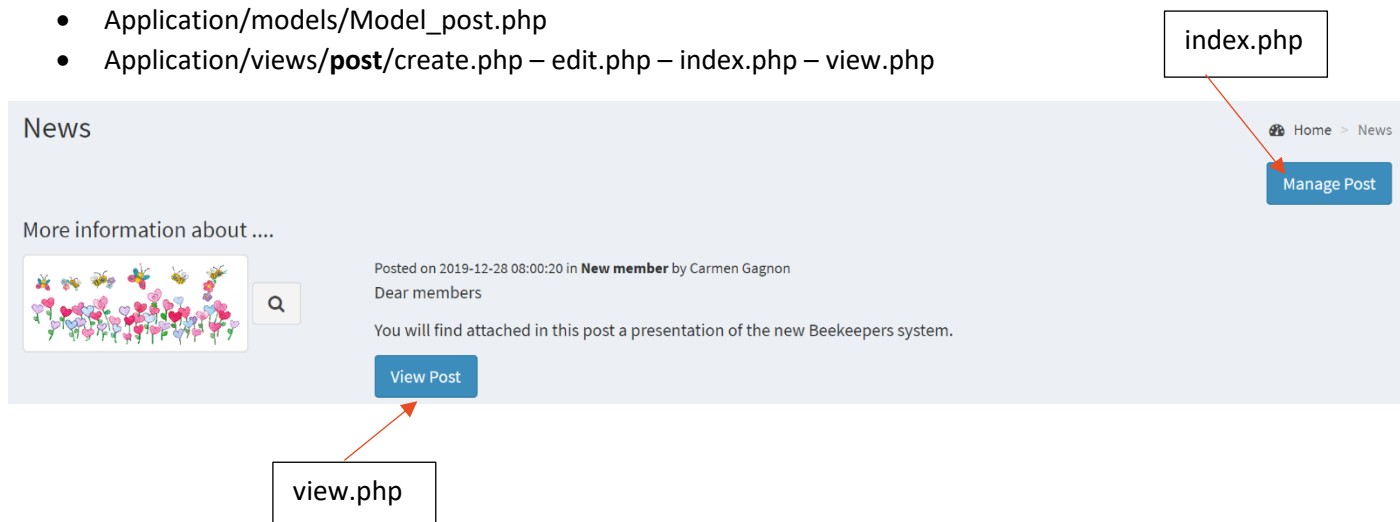 • Application/models/Model_post.php
• Application/views/post/create.php – edit.php – index.php – view.php
index.php
News
Home > News
Manage Post
More information about ....
Posted on 2019-12-28 08:00:20 in New member by Carmen Gagnon
Dear members
You will find attached in this post a presentation of the new Beekeepers system.
View Post
view.php